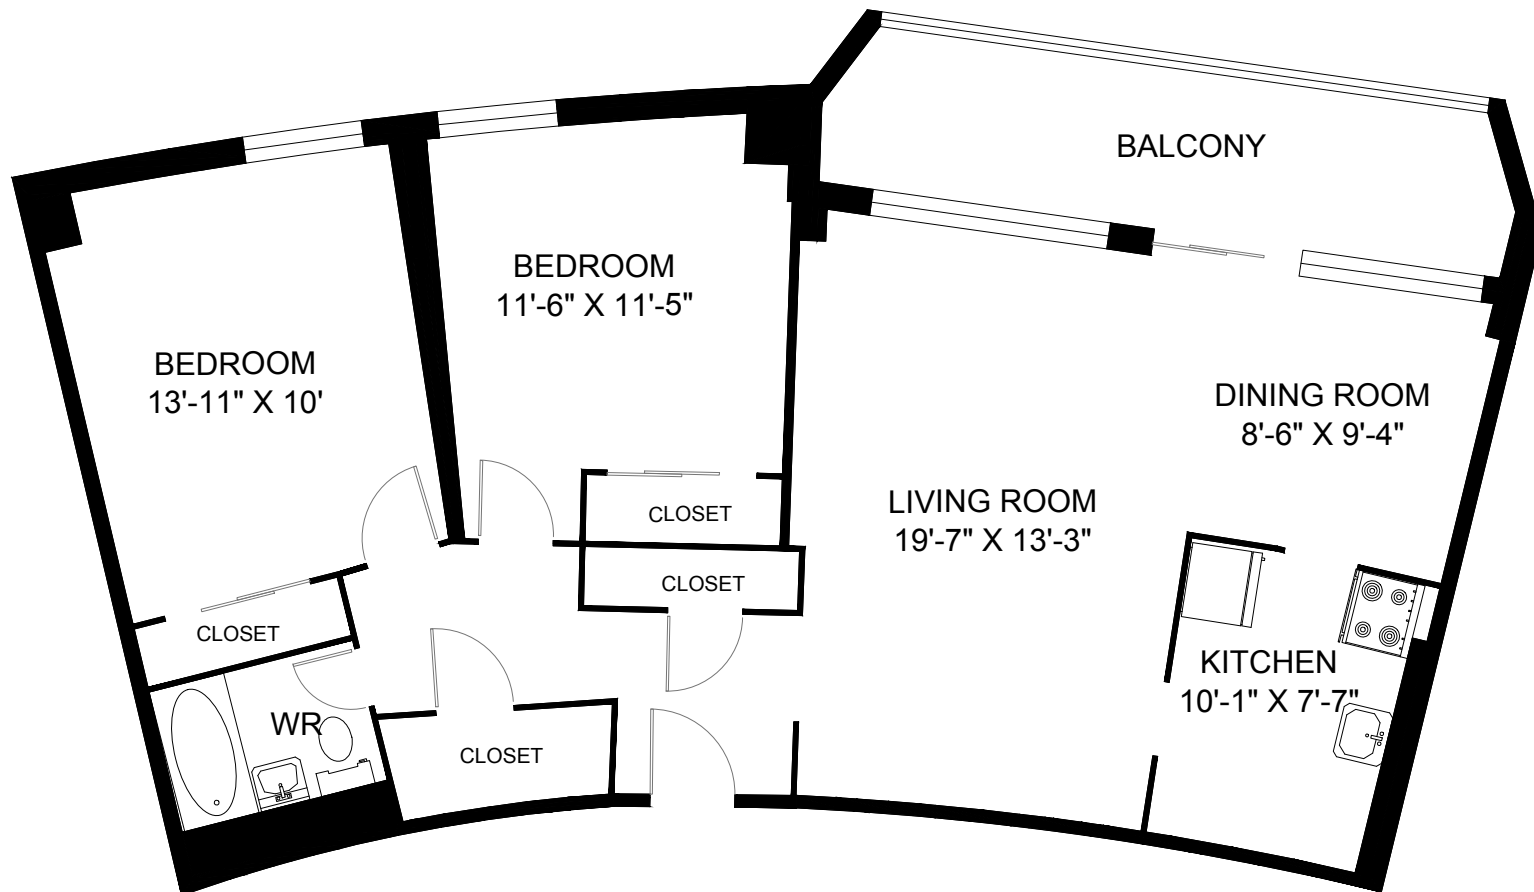 BALCONY
BEDROOM
11'-6" X 11'-5"
BEDROOM
13'-11" X 10'
DINING ROOM
8'-6" X 9'-4"
LIVING ROOM
19'-7" X 13'-3"
CLOSET
CLOSET
CLOSET
KITCHEN
10'-1" X 7'-7"
WR
CLOSET